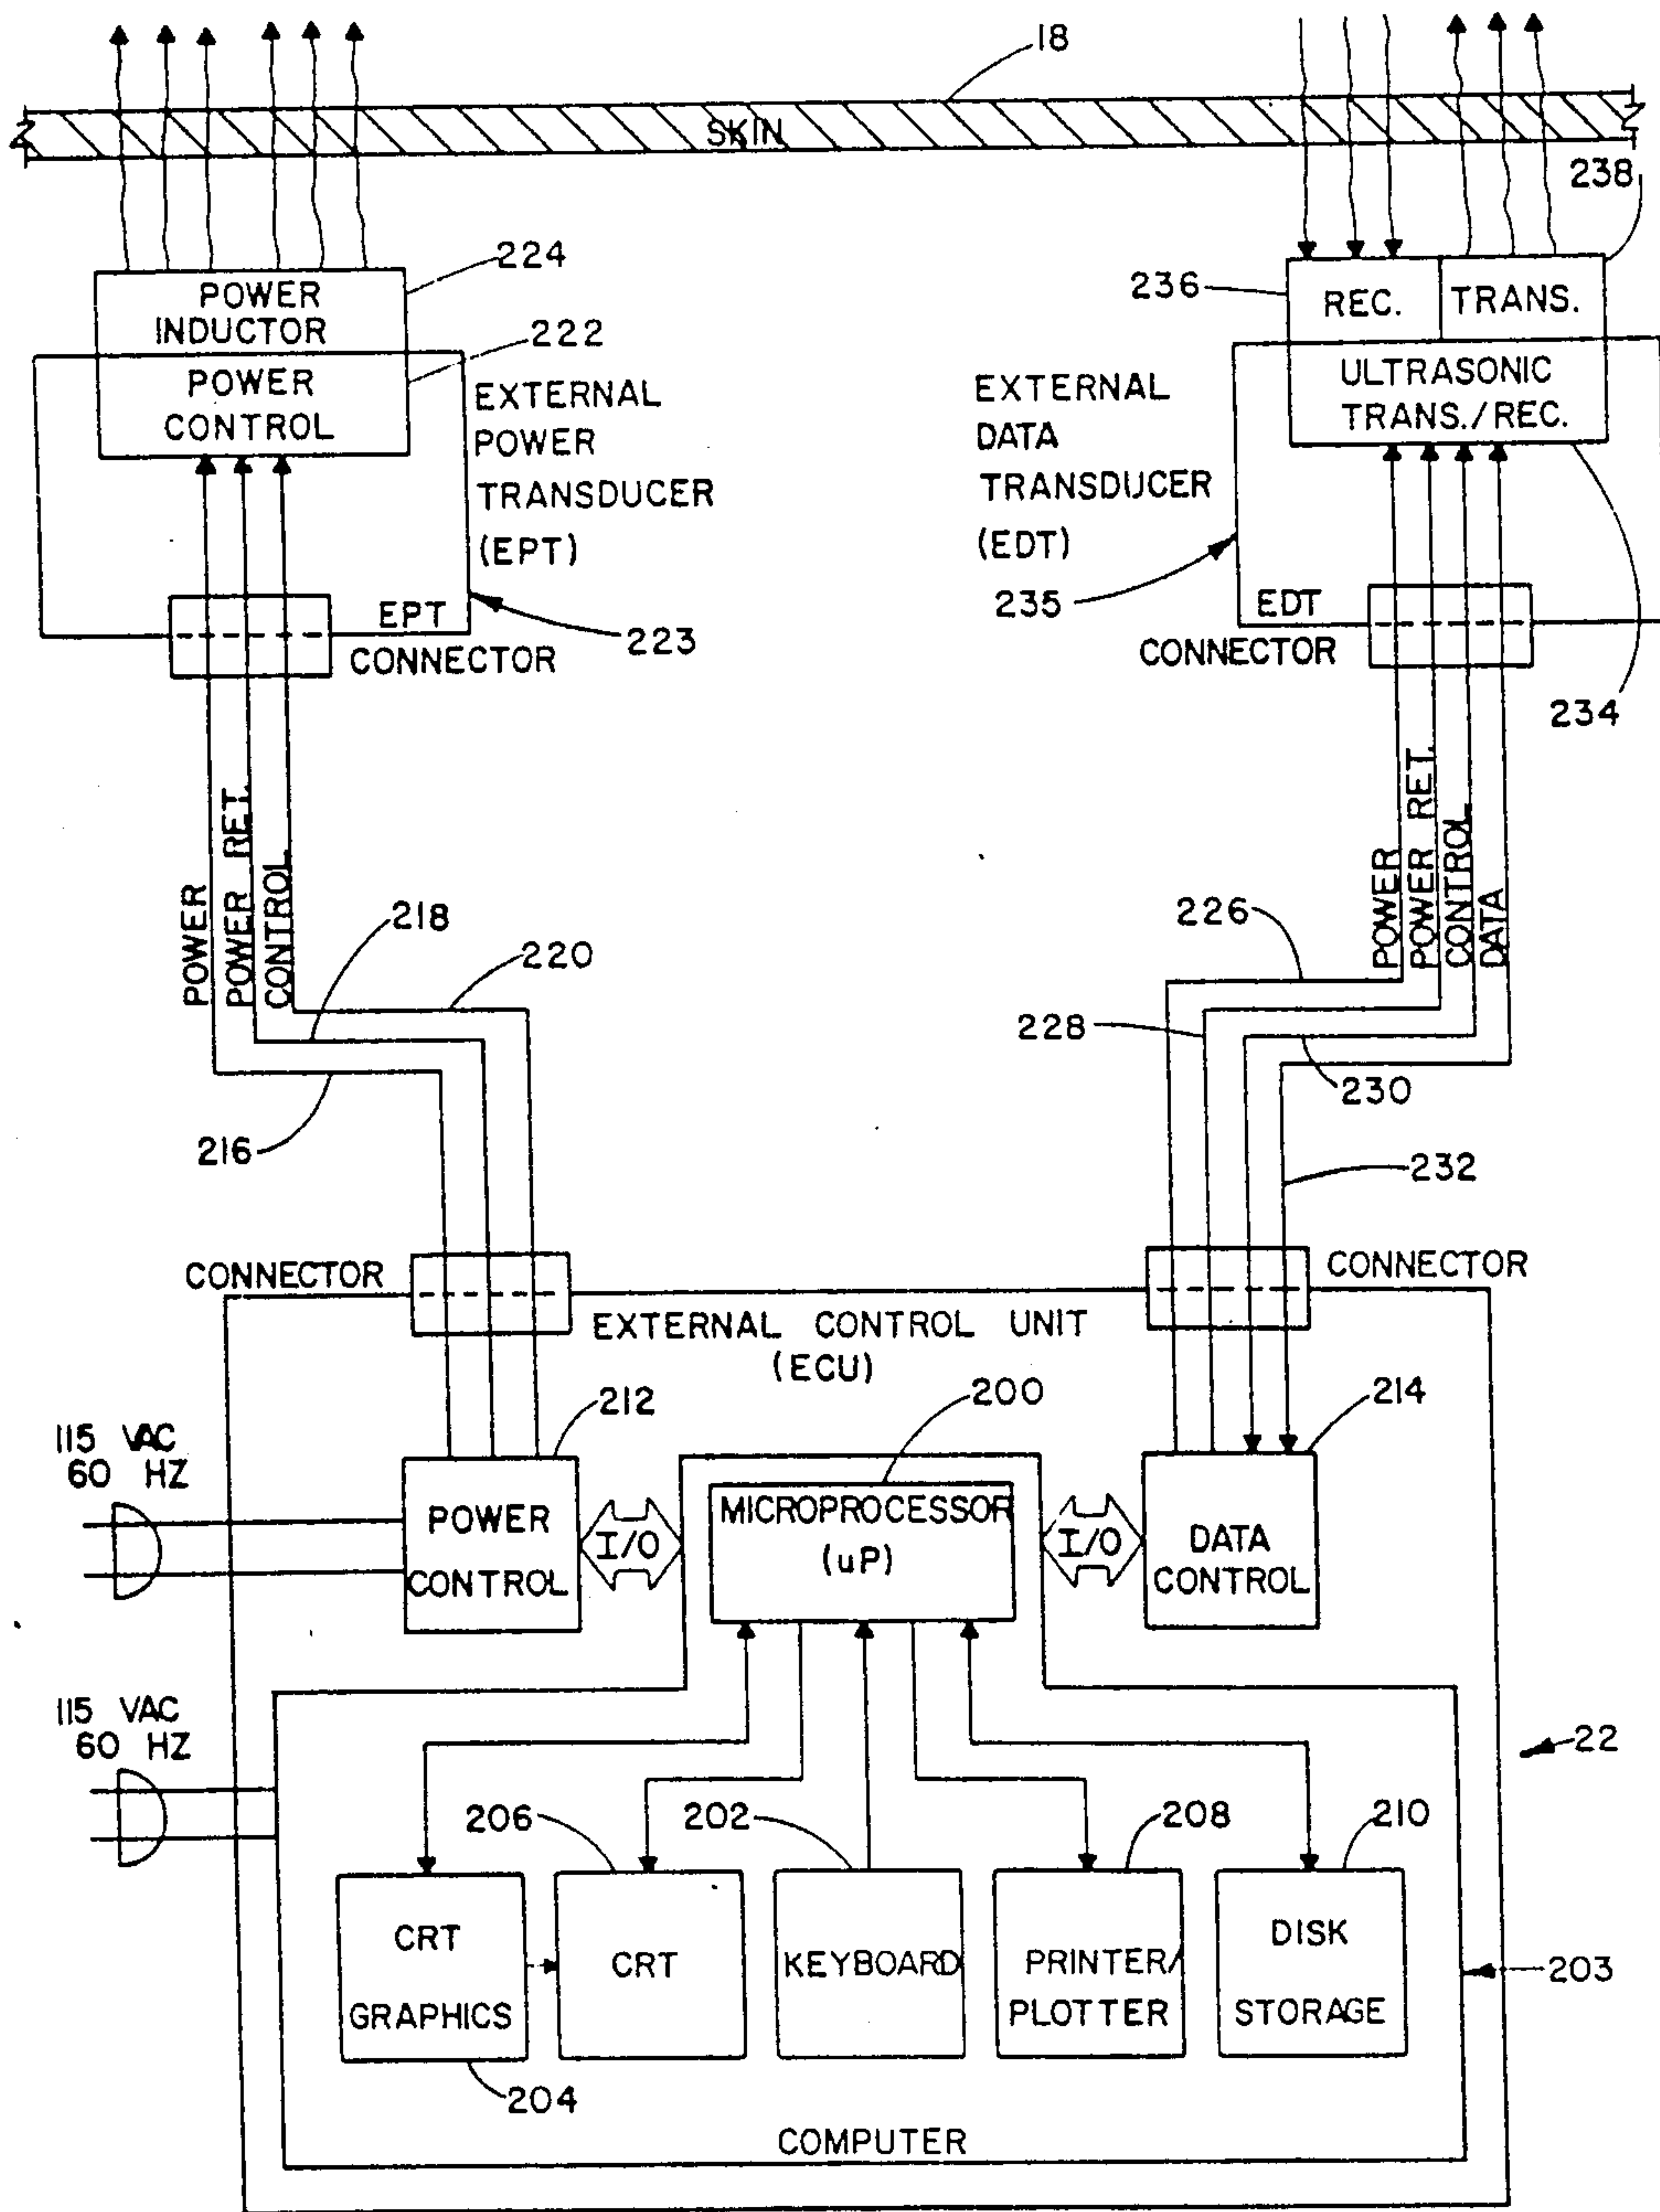 18
SKIN
238
224
POWER
INDUCTOR
222
POWER
CONTROL
EXTERNAL
POWER
TRANSDUCER
(EPT)
236
REC.
TRANS.
ULTRASONIC
TRANS./REC.
EXTERNAL
DATA
TRANSDUCER
(EDT)
235
EPT
CONNECTOR
223
EDT
CONNECTOR
234
POWER
POWER RET.
CONTROL
218
220
216
POWER
POWER RET.
CONTROL
DATA
226
228
230
232
CONNECTOR
CONNECTOR
EXTERNAL CONTROL UNIT
(ECU)
212
200
214
115 VAC
60 HZ
POWER
CONTROL
I/O
MICROPROCESSOR
(uP)
I/O
DATA
CONTROL
115 VAC
60 HZ
22
206
202
208
210
CRT
GRAPHICS
CRT
KEYBOARD
PRINTER/
PLOTTER
DISK
STORAGE
203
204
COMPUTER